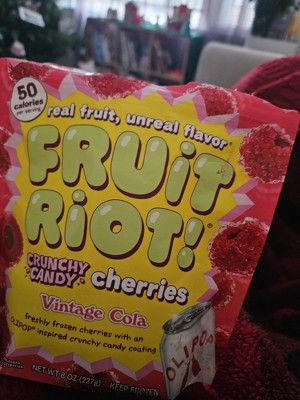 50
calories
per serving
real fruit, unreal flavor®
FRUiT
RiOT!®
CRUNCHY
CANDY™ cherries
Vintage Cola
freshly frozen cherries with an
OLIPOP® inspired crunchy candy coating
OLIPOP
NET WT 8 OZ (227g)
KEEP FROZEN